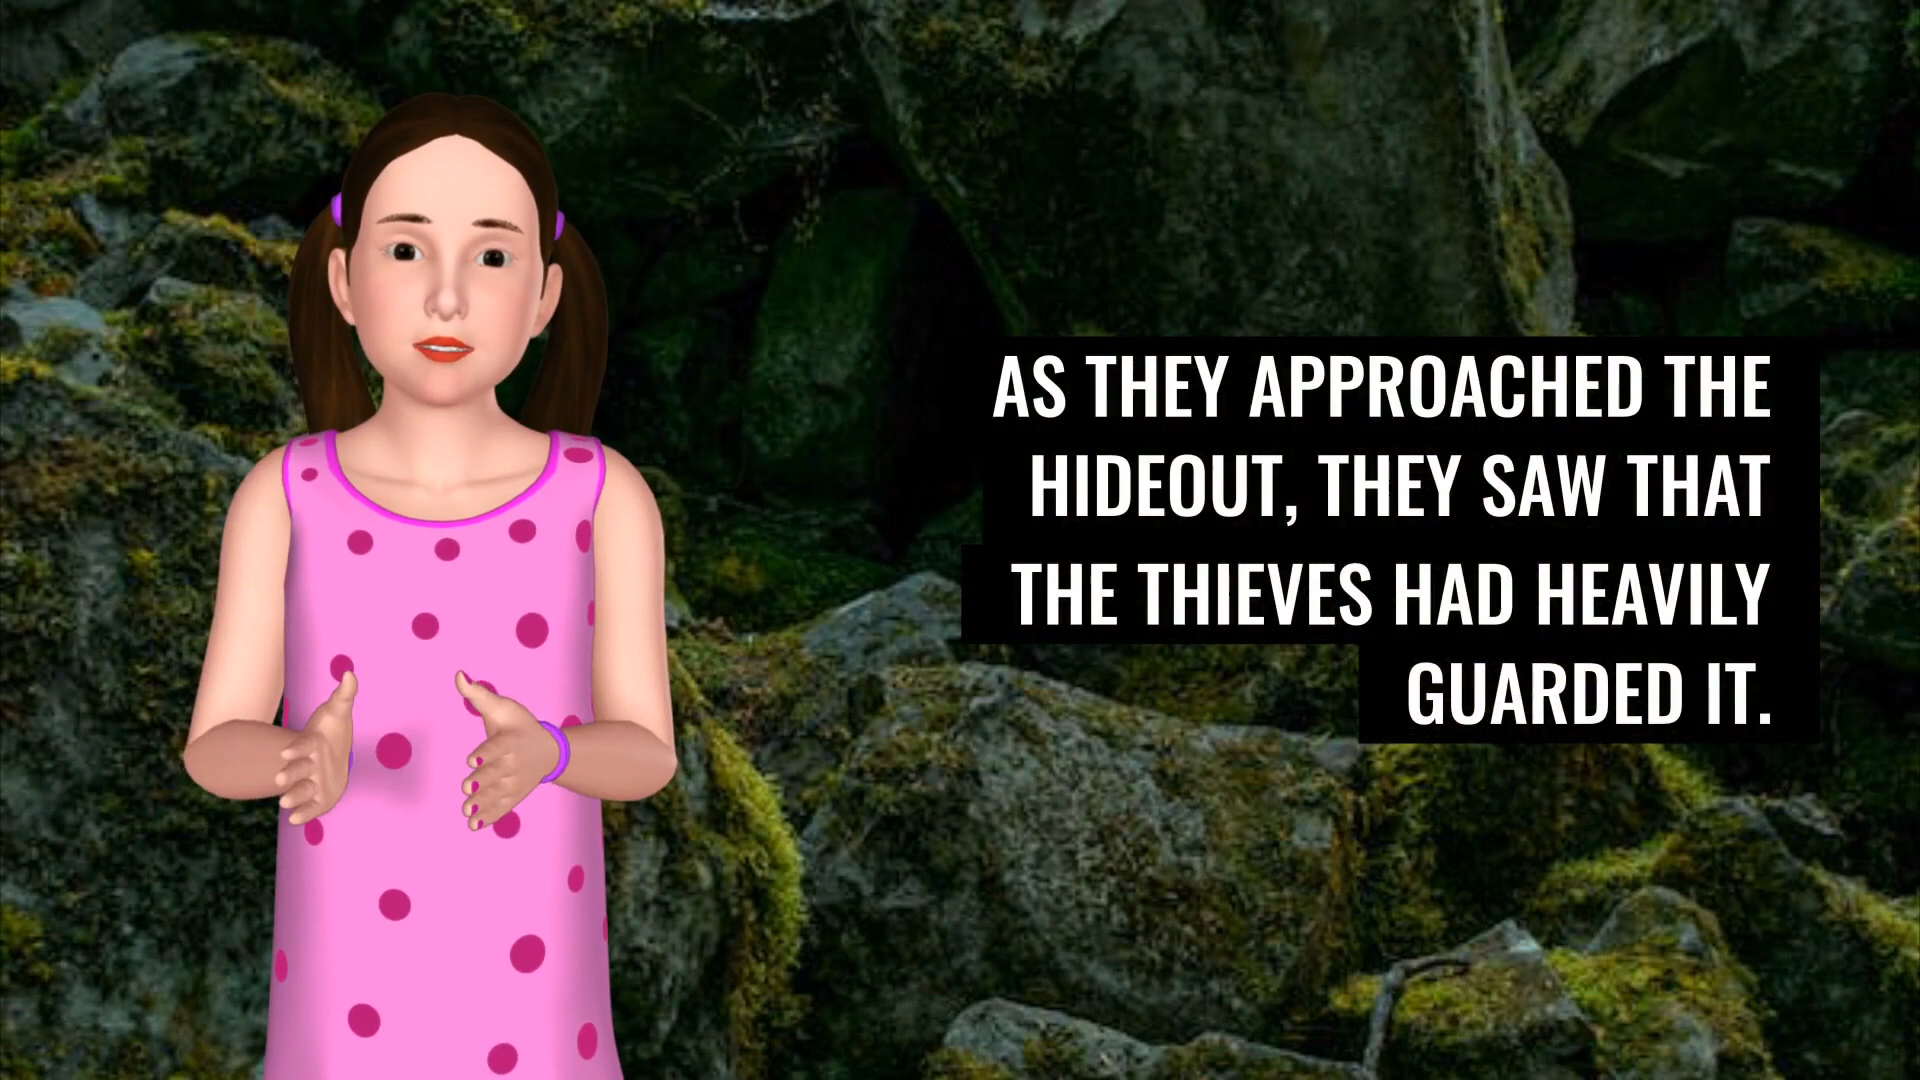 AS THEY APPROACHED THE
HIDEOUT, THEY SAW THAT
THE THIEVES HAD HEAVILY
GUARDED IT.